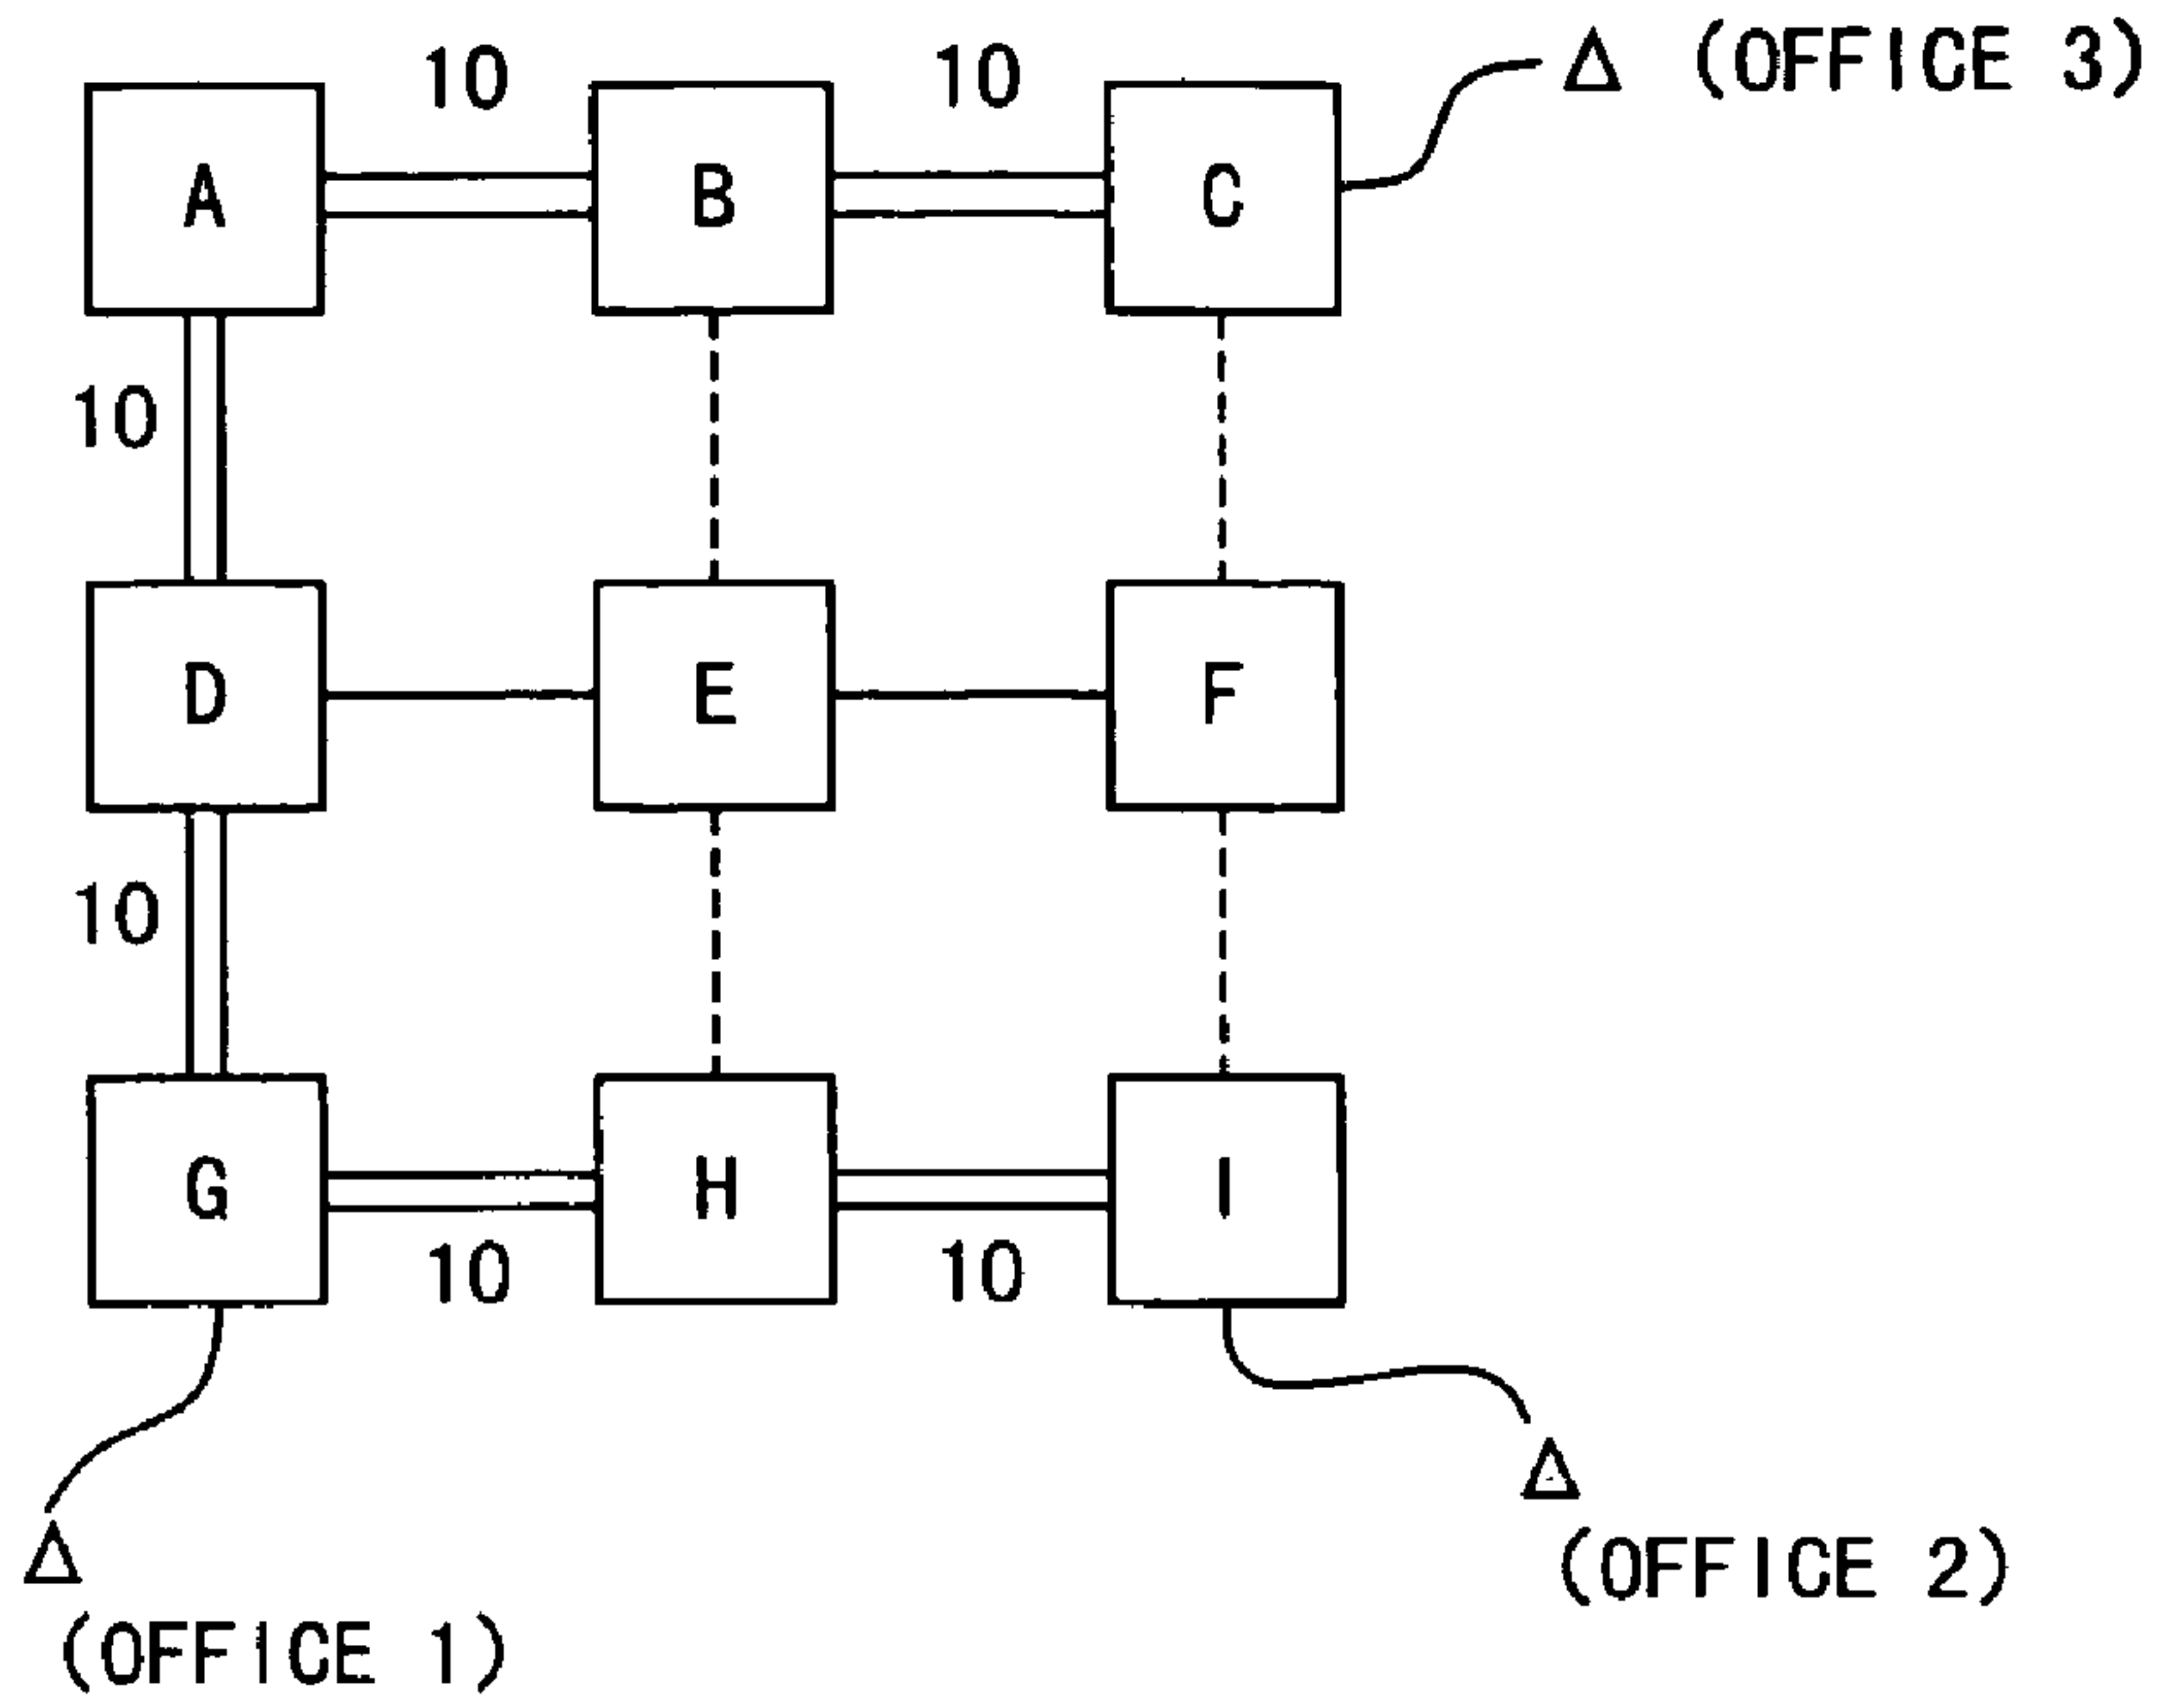 10 10 Δ (OFFICE 3)
A B C
10
D E F
10
G H I
10 10
Δ
Δ
(OFFICE 2)
(OFFICE 1)